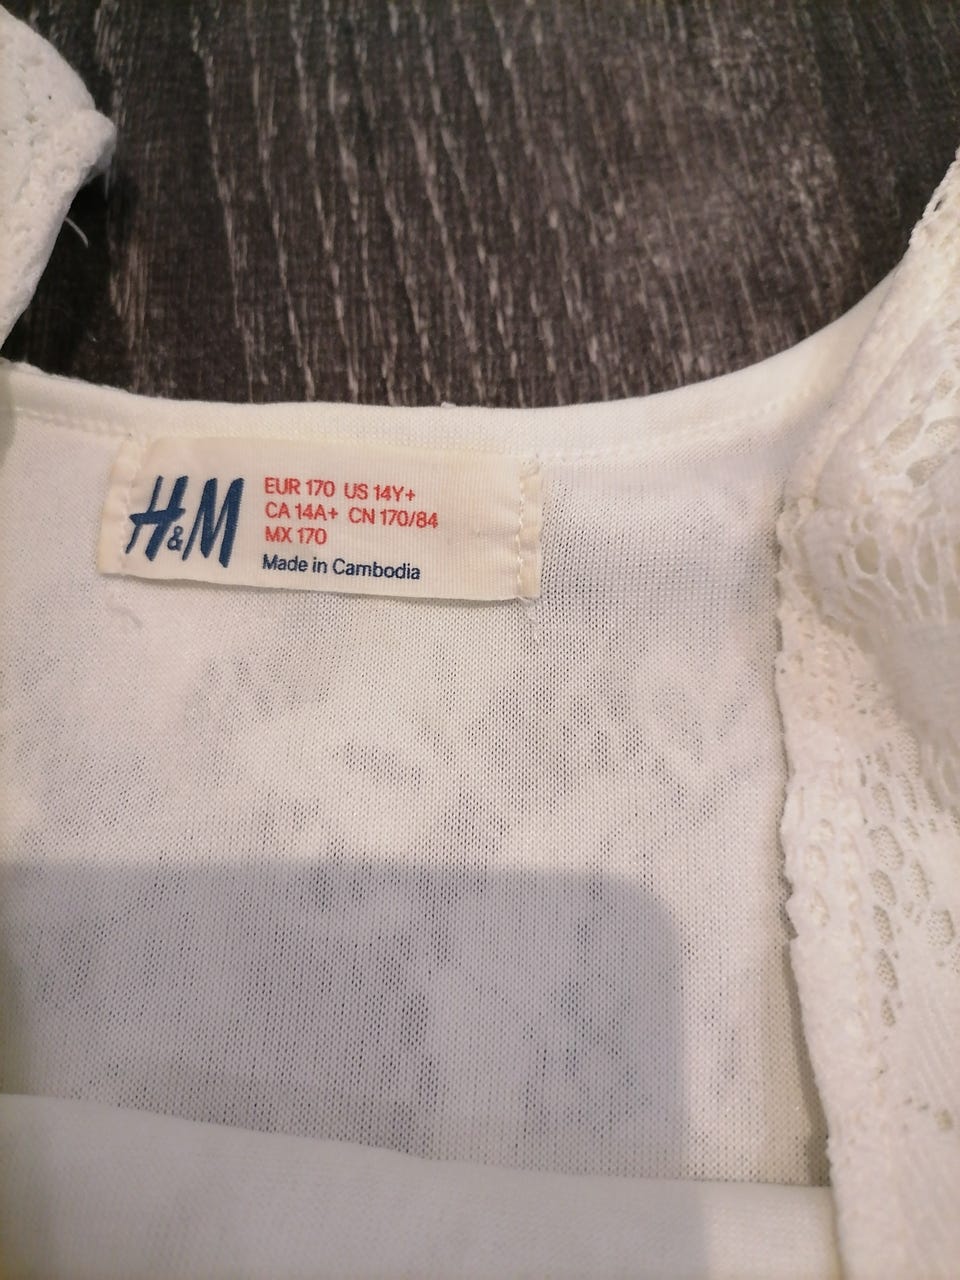 H&M
EUR 170 US 14Y+
CA 14A+ CN 170/84
MX 170
Made in Cambodia